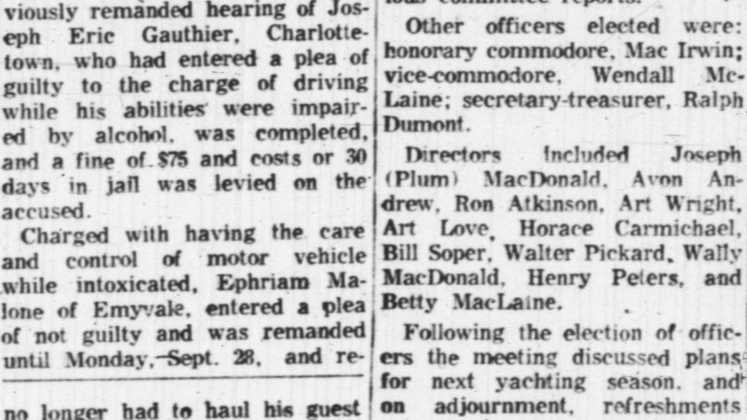 viously remanded hearing of Jos-
eph Eric Gauthier, Charlotte-
town, who had entered a plea of
guilty to the charge of driving
while his abilities were impair-
ed by alcohol, was completed,
and a fine of $75 and costs or 30
days in jail was levied on the
accused.
Charged with having the care
and control of motor vehicle
while intoxicated, Ephriam Ma-
lone of Emyvale, entered a plea
of not guilty and was remanded
until Monday, Sept. 28, and re-
no longer had to haul his guest
Other officers elected were:
honorary commodore, Mac Irwin;
vice-commodore, Wendall Mc-
Laine; secretary-treasurer, Ralph
Dumont.
Directors included Joseph
(Plum) MacDonald, Avon An-
drew, Ron Atkinson, Art Wright,
Art Love, Horace Carmichael,
Bill Soper, Walter Pickard, Wally
MacDonald, Henry Peters, and
Betty MacLaine.
Following the election of offic-
ers the meeting discussed plans
for next yachting season, and
on adjournment, refreshments